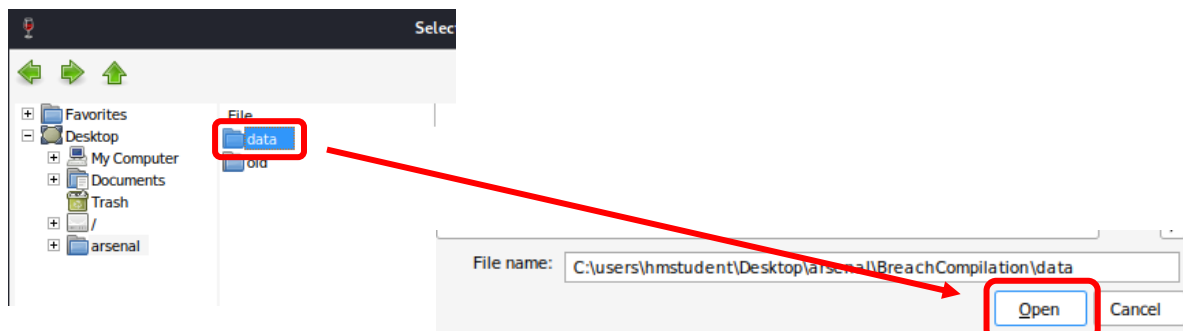 Selec
Favorites
Desktop
My Computer
Documents
Trash
/
arsenal
File
data
old
File name:
C:\users\hmstudent\Desktop\arsenal\BreachCompilation\data
Open
Cancel